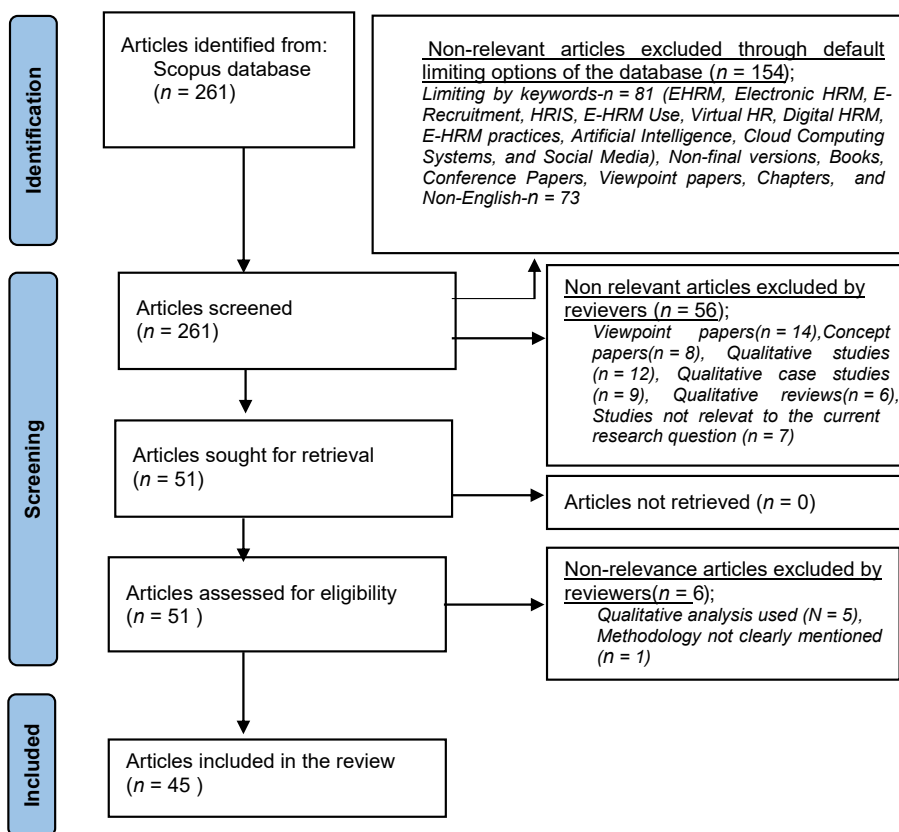 Identification
Articles identified from:
Scopus database
(n = 261)
Non-relevant articles excluded through default
limiting options of the database (n = 154);
Limiting by keywords-n = 81 (EHRM, Electronic HRM, E-
Recruitment, HRIS, E-HRM Use, Virtual HR, Digital HRM,
E-HRM practices, Artificial Intelligence, Cloud Computing
Systems, and Social Media), Non-final versions, Books,
Conference Papers, Viewpoint papers, Chapters, and
Non-English-n = 73
Screening
Articles screened
(n = 261)
Non relevant articles excluded by
revievers (n = 56);
Viewpoint papers(n = 14),Concept
papers(n = 8), Qualitative studies
(n = 12), Qualitative case studies
(n = 9), Qualitative reviews(n = 6),
Studies not relevat to the current
research question (n = 7)
Articles sought for retrieval
(n = 51)
Articles not retrieved (n = 0)
Articles assessed for eligibility
(n = 51 )
Non-relevance articles excluded by
reviewers(n = 6);
Qualitative analysis used (N = 5),
Methodology not clearly mentioned
(n = 1)
Included
Articles included in the review
(n = 45 )